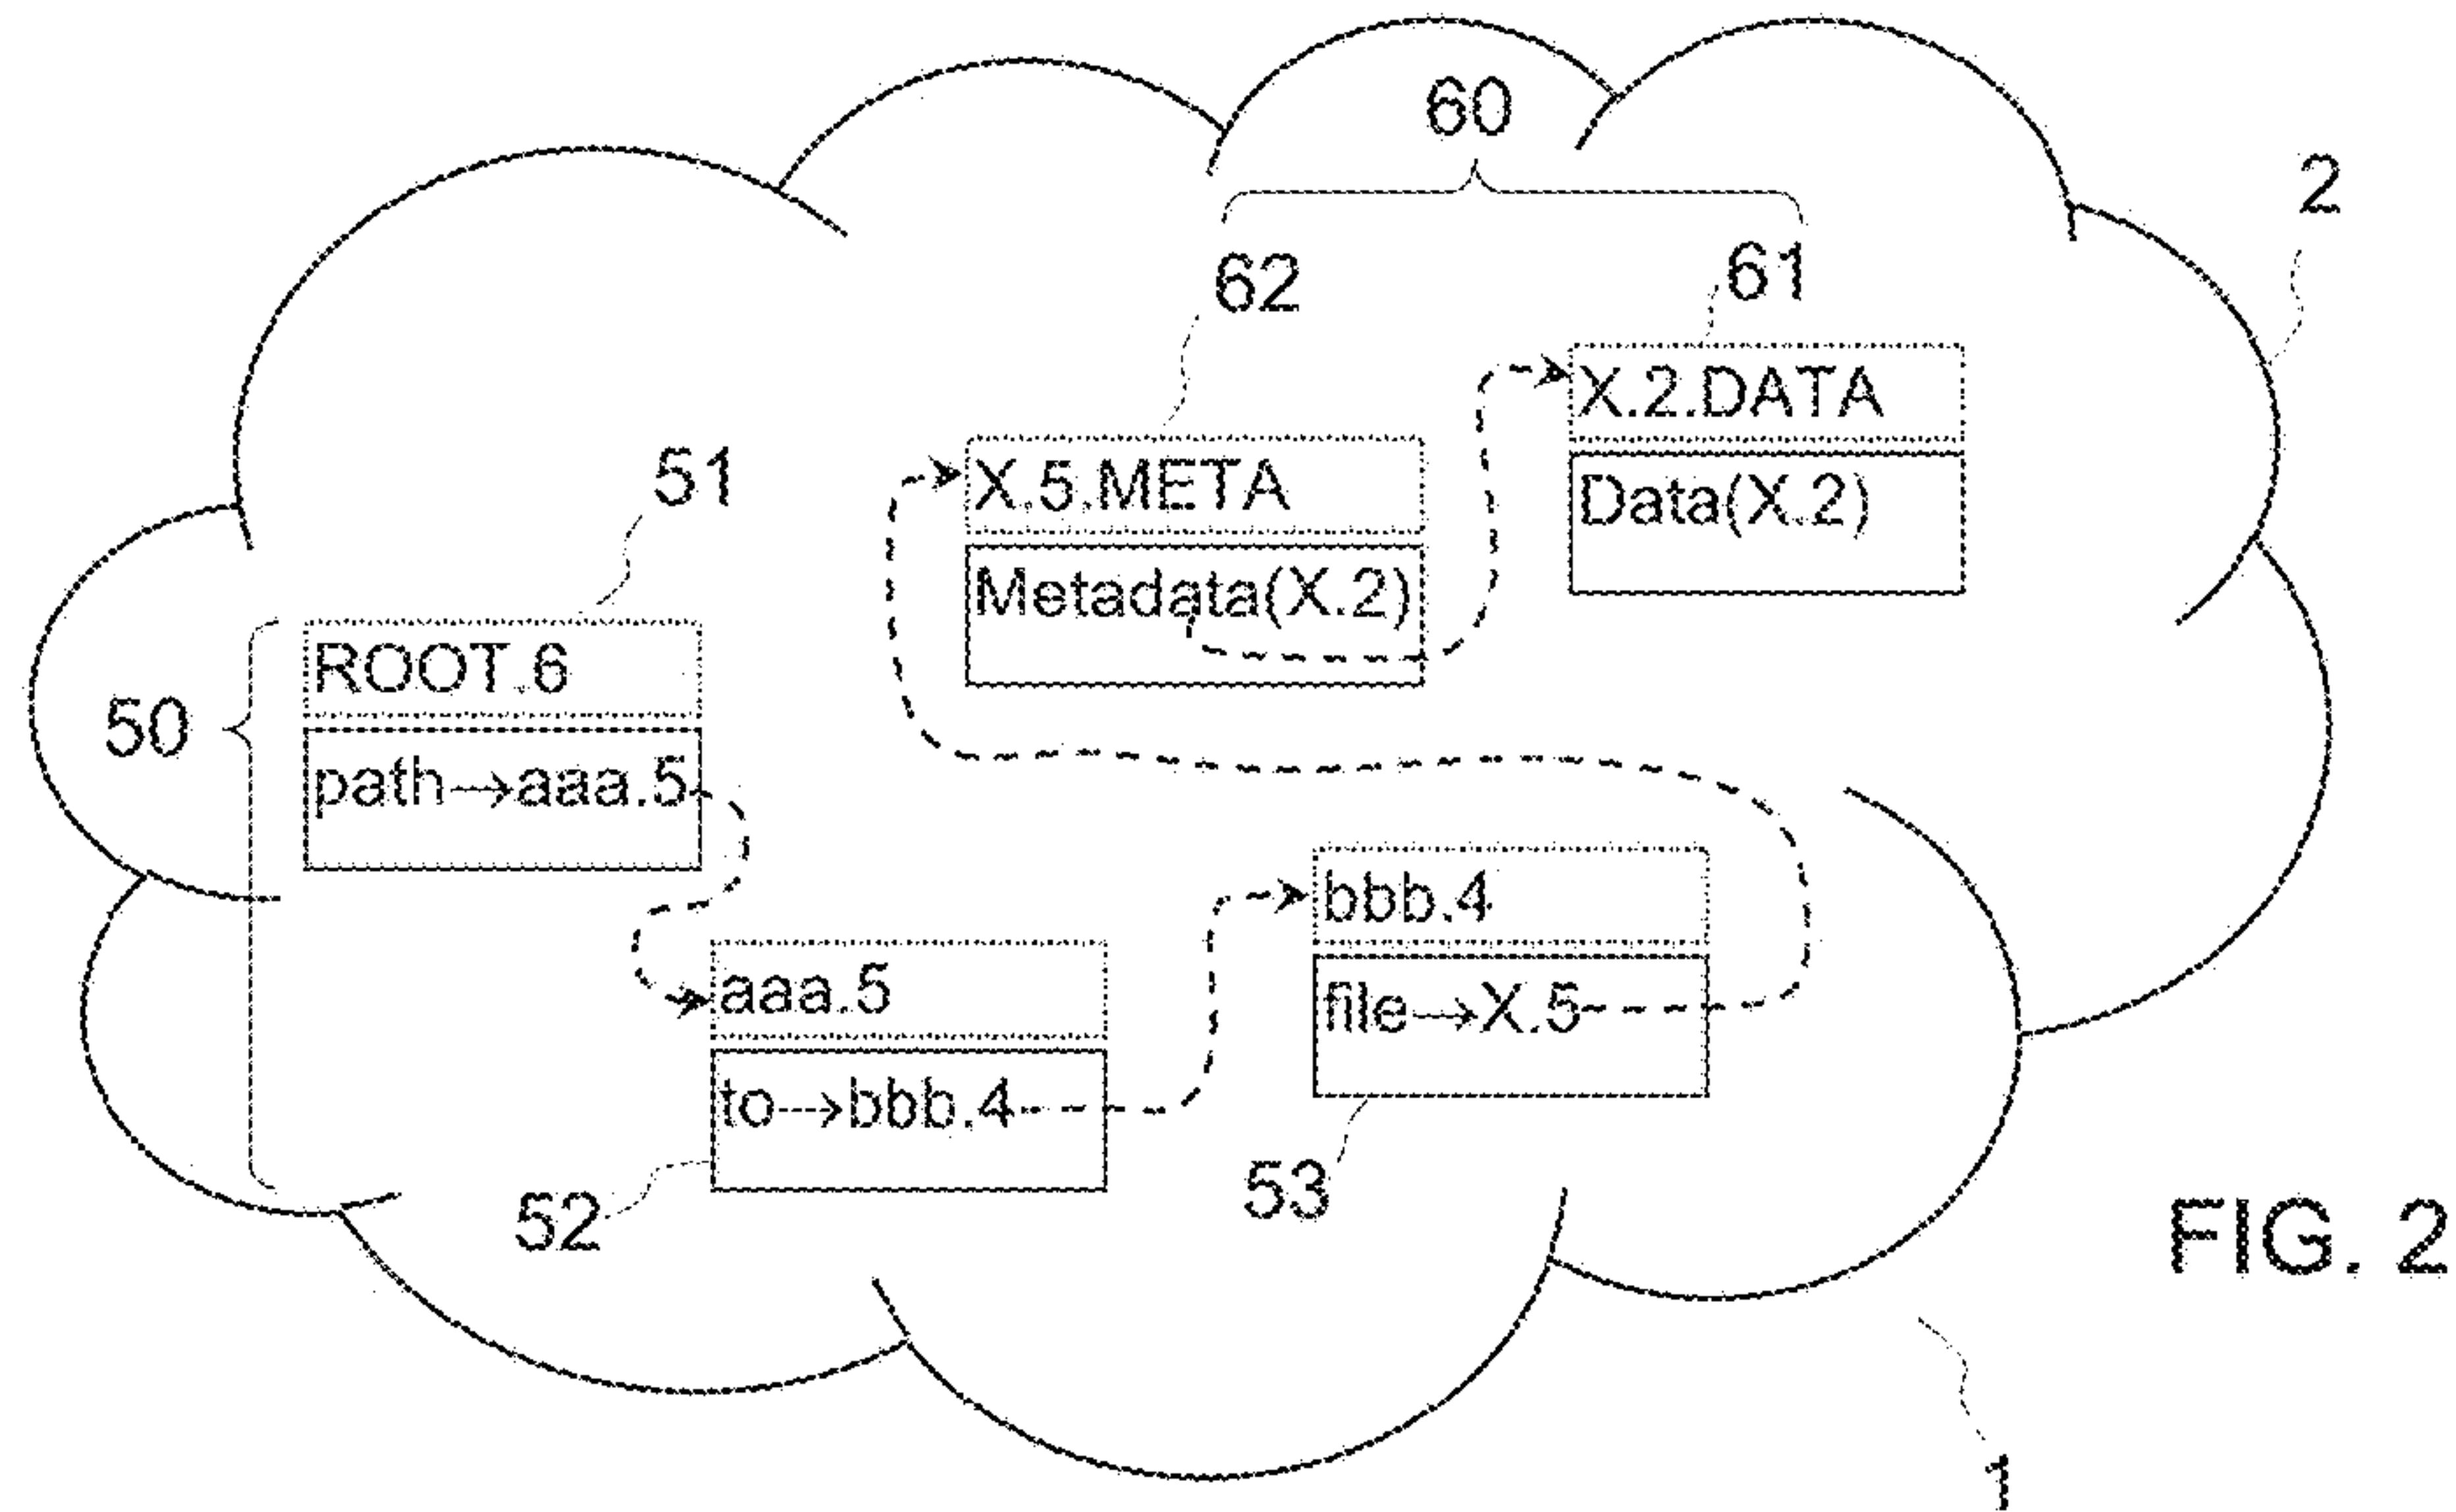 60
2
62
61
X.2.DATA
Data(X.2)
51
X.5.META
Metadata(X.2)
50
ROOT.6
path→aaa.5
bbb.4
file→X.5
aaa.5
to→bbb.4
52
53
FIG. 2
1